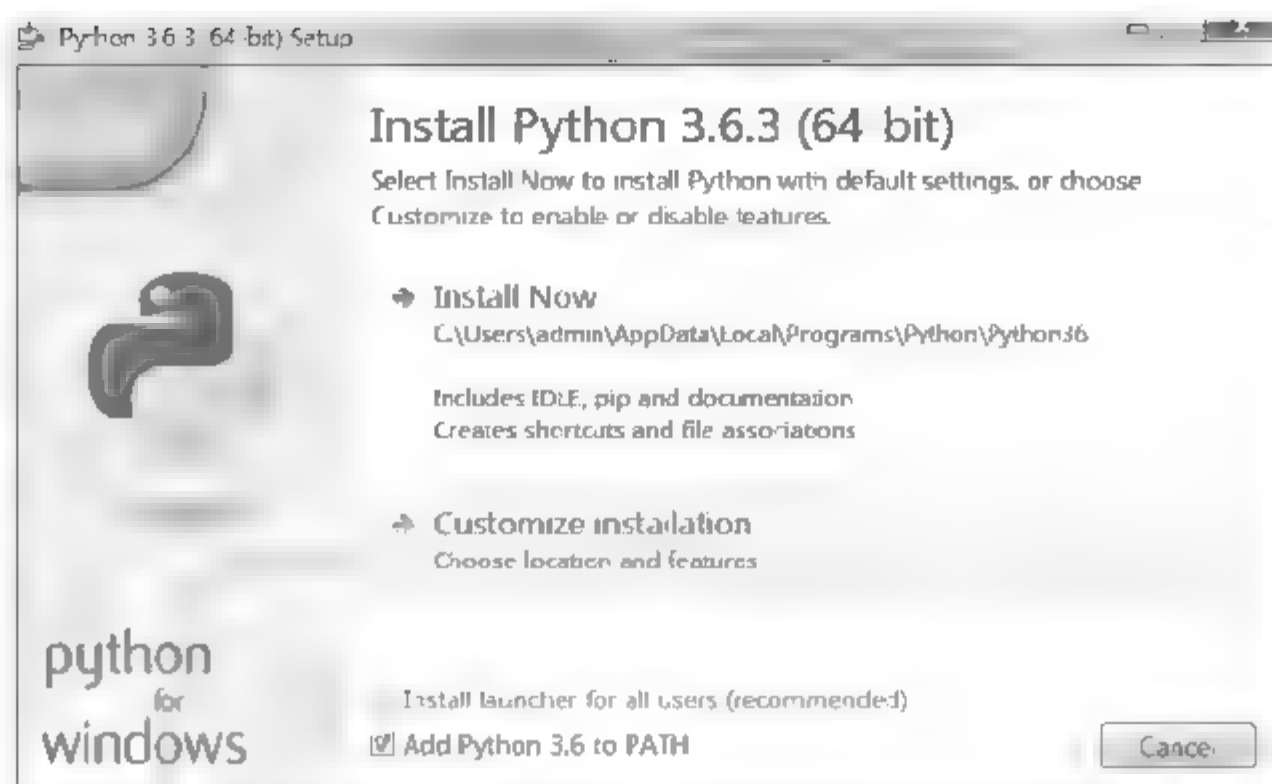 Python 3.6.3 (64-bit) Setup
Install Python 3.6.3 (64 bit)
Select Install Now to install Python with default settings, or choose
Customize to enable or disable features.
Install Now
C:\Users\admin\AppData\Local\Programs\Python\Python36
Includes IDLE, pip and documentation
Creates shortcuts and file associations
Customize installation
Choose location and features
python
for
windows
Install launcher for all users (recommended)
Add Python 3.6 to PATH
Cancel